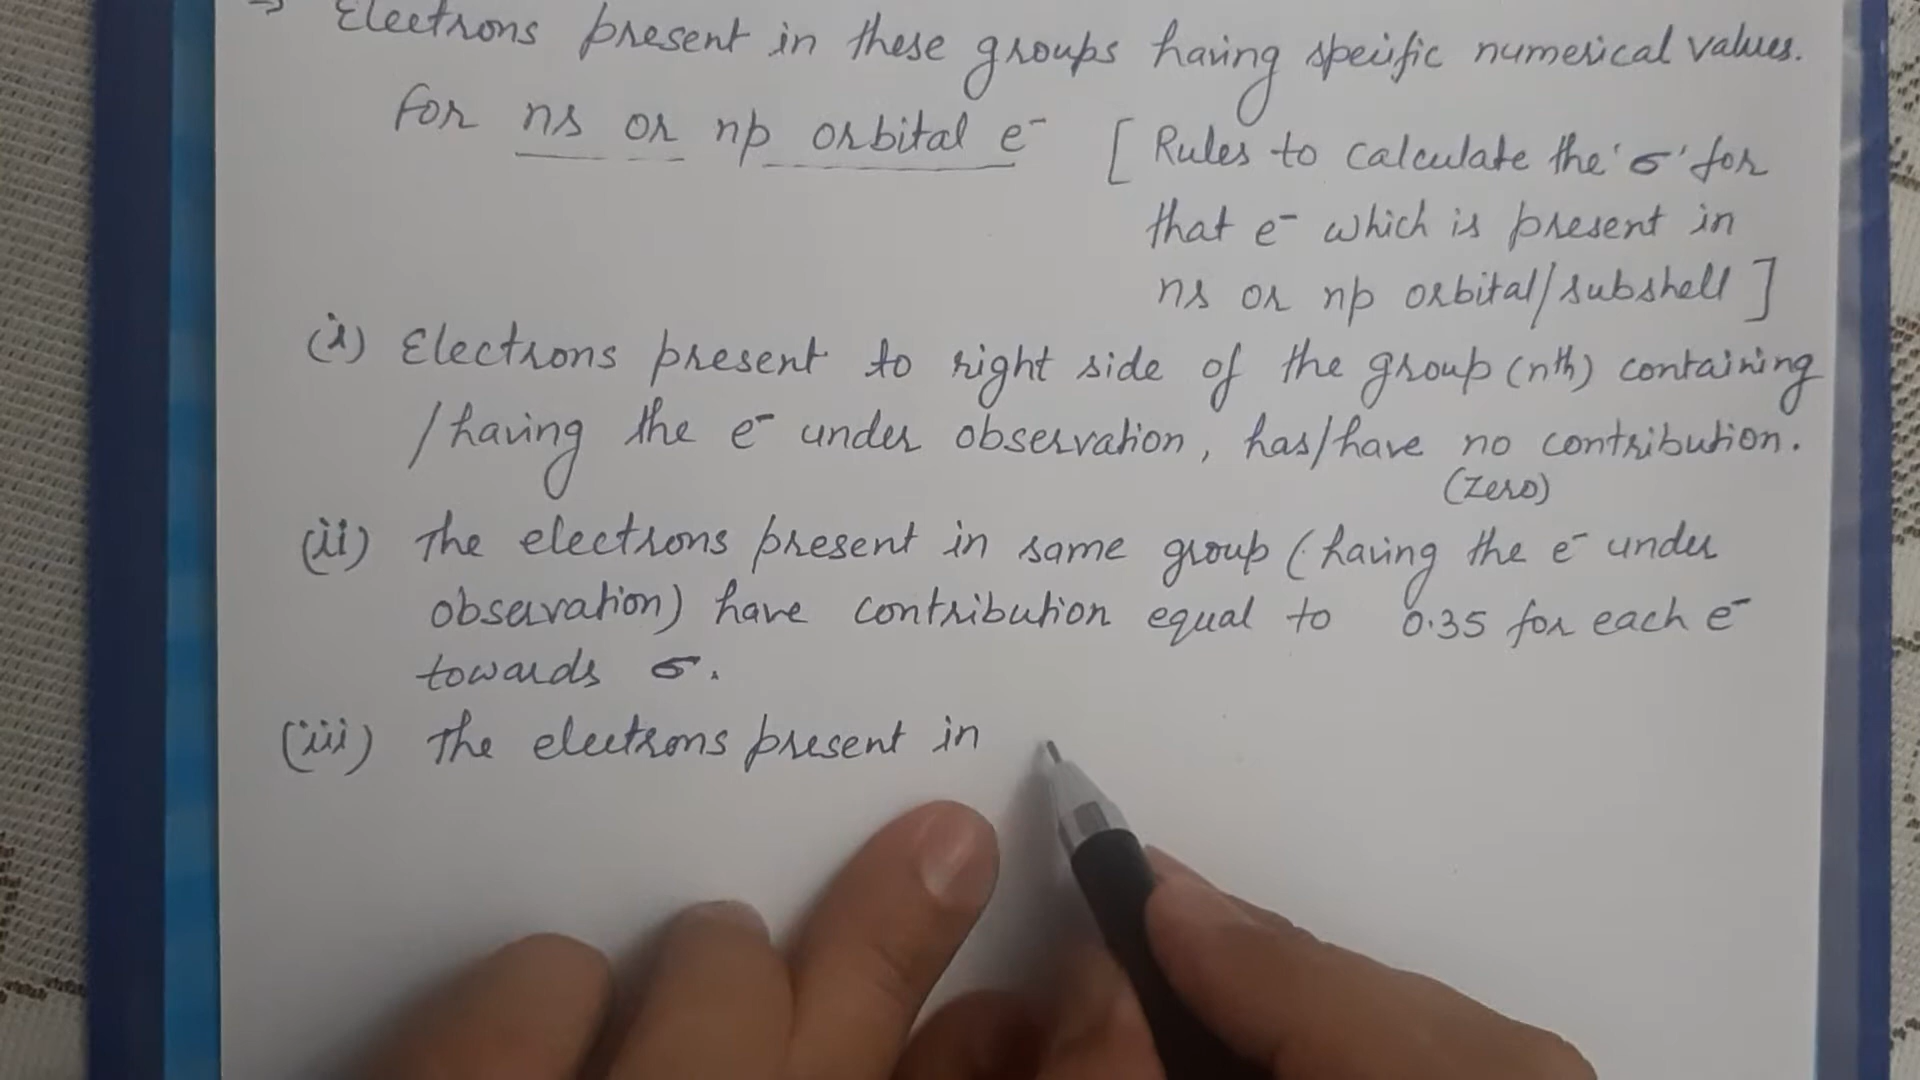 → Electrons present in these groups having specific numerical values.
For ns or np orbital e⁻ [Rules to calculate the 'σ' for
that e⁻ which is present in
ns or np orbital/subshell]
(i) Electrons present to right side of the group (nth) containing
/having the e⁻ under observation, has/have no contribution.
(Zero)
(ii) The electrons present in same group (having the e⁻ under
observation) have contribution equal to 0.35 for each e⁻
towards σ.
(iii) The electrons present in